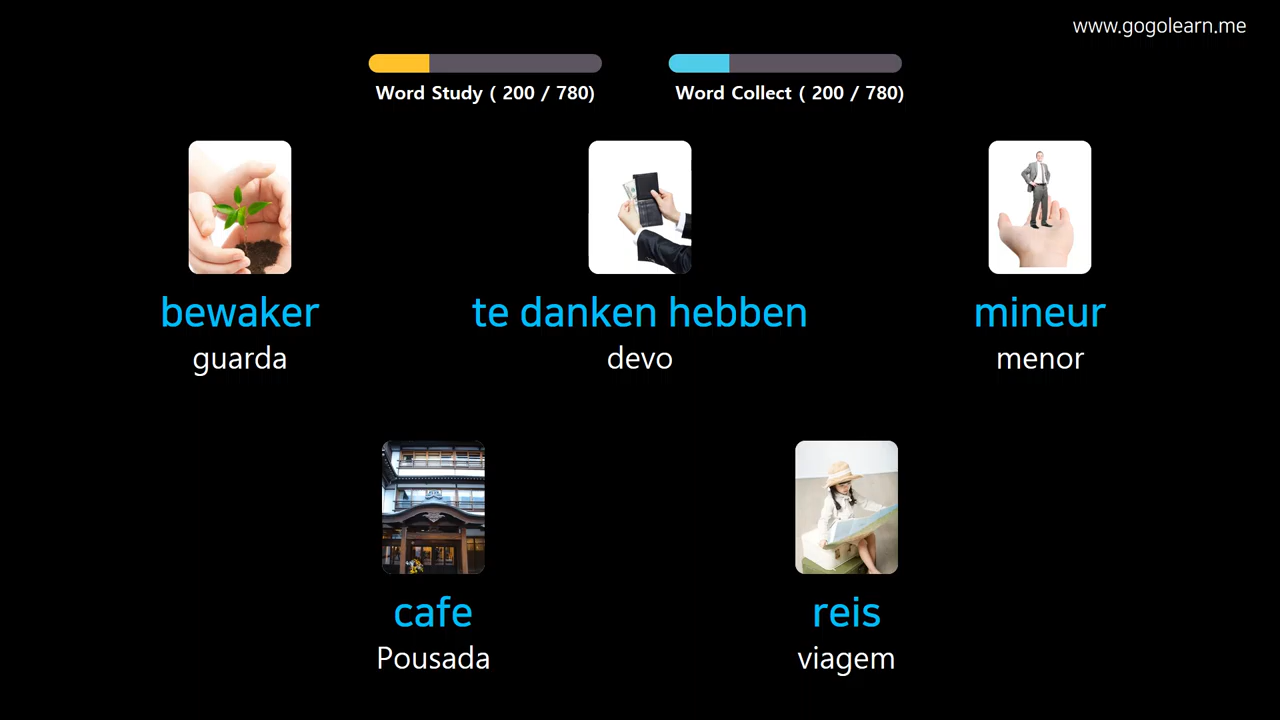 www.gogolearn.me
Word Study ( 200 / 780)
Word Collect ( 200 / 780)
bewaker
guarda
te danken hebben
devo
mineur
menor
cafe
Pousada
reis
viagem